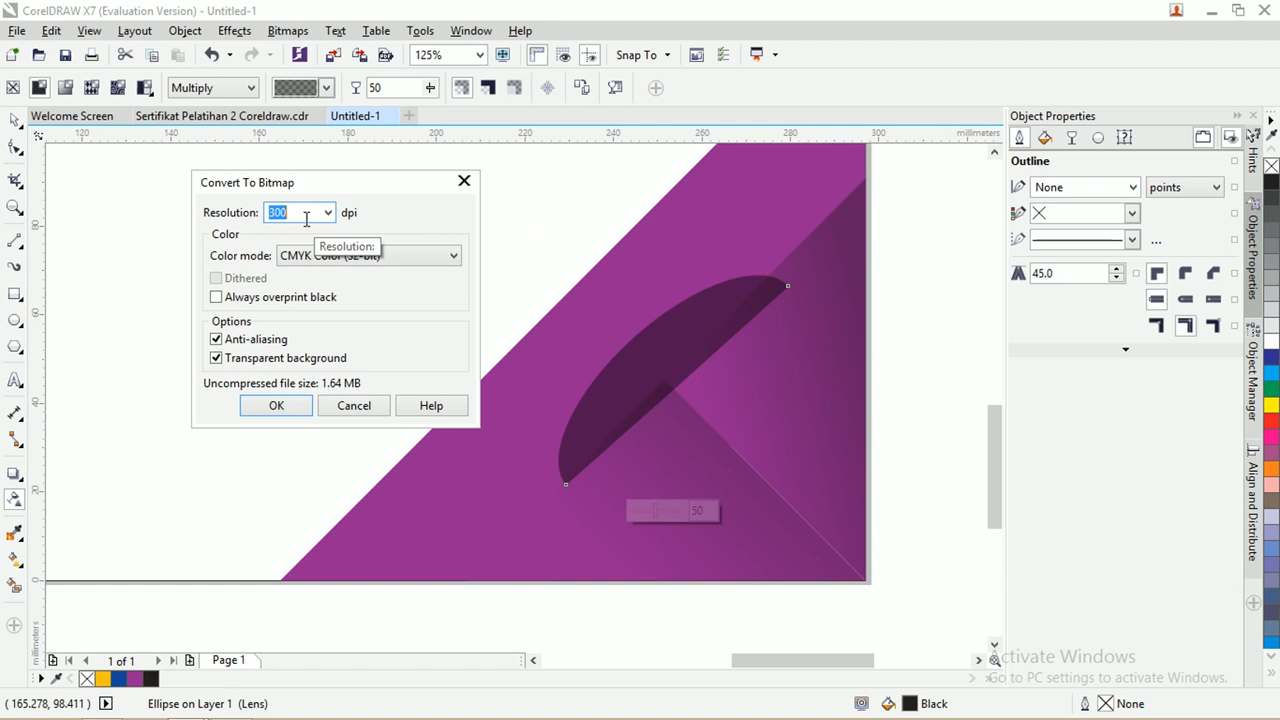 CorelDRAW X7 (Evaluation Version) - Untitled-1
File Edit View Layout Object Effects Bitmaps Text Table Tools Window Help
125% Snap To
Multiply 50
Welcome Screen Sertifikat Pelatihan 2 Coreldraw.cdr Untitled-1
120 140 160 180 200 220 240 260 280 300 millimeters
Convert To Bitmap
Resolution: 300 dpi
Resolution:
Color
Color mode: CMYK Color (32-bit)
Dithered
Always overprint black
Options
Anti-aliasing
Transparent background
Uncompressed file size: 1.64 MB
OK Cancel Help
80
60
40
20
0
millimeters
50
Object Properties
Outline
None points
45.0
Hints
Object Properties
Object Manager
Align and Distribute
1 of 1 Page 1
Activate Windows
Go to PC settings to activate Windows.
( 165.278, 98.411 ) Ellipse on Layer 1 (Lens) Black None